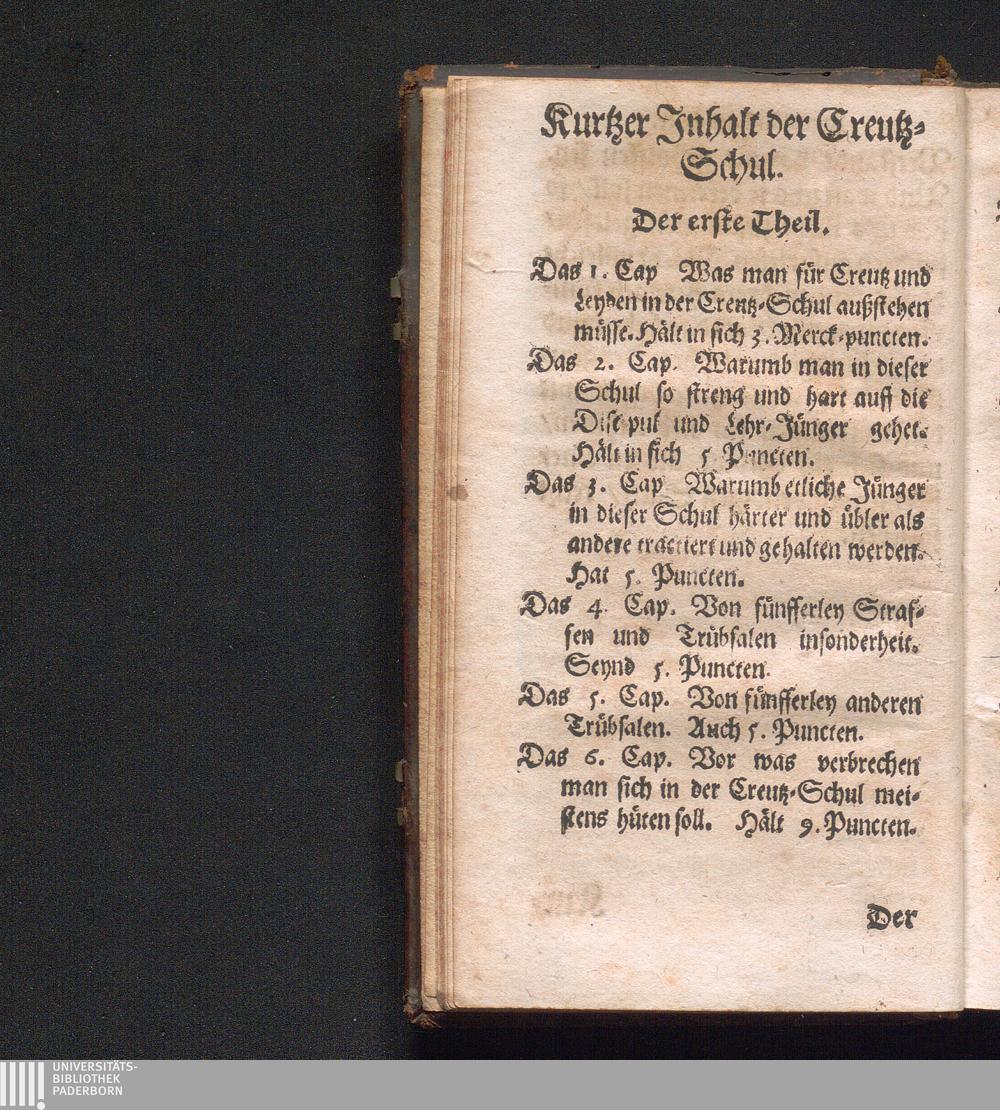 Kurtzer Inhalt der Creutz-
Schul.
Der erste Theil.
Das 1. Cap Was man für Creutz und
Leyden in der Creutz-Schul außstehen
müsse. Hält in sich 3. Merck-puncten.
Das 2. Cap. Warumb man in dieser
Schul so streng und hart auff die
Discipul und Lehr-Jünger gehet.
Hält in sich 5 Puncten.
Das 3. Cap Warumb etliche Jünger
in dieser Schul härter und übler als
andere tractiert und gehalten werden.
Hat 5. Puncten.
Das 4. Cap. Von fünfferley Straf-
fen und Trübsalen insonderheit.
Seynd 5. Puncten.
Das 5. Cap. Von fünfferley anderen
Trübsalen. Auch 5. Puncten.
Das 6. Cap. Vor was verbrechen
man sich in der Creutz-Schul mei-
stens hüten soll. Hält 9. Puncten.
Der
UNIVERSITÄTS-
BIBLIOTHEK
PADERBORN